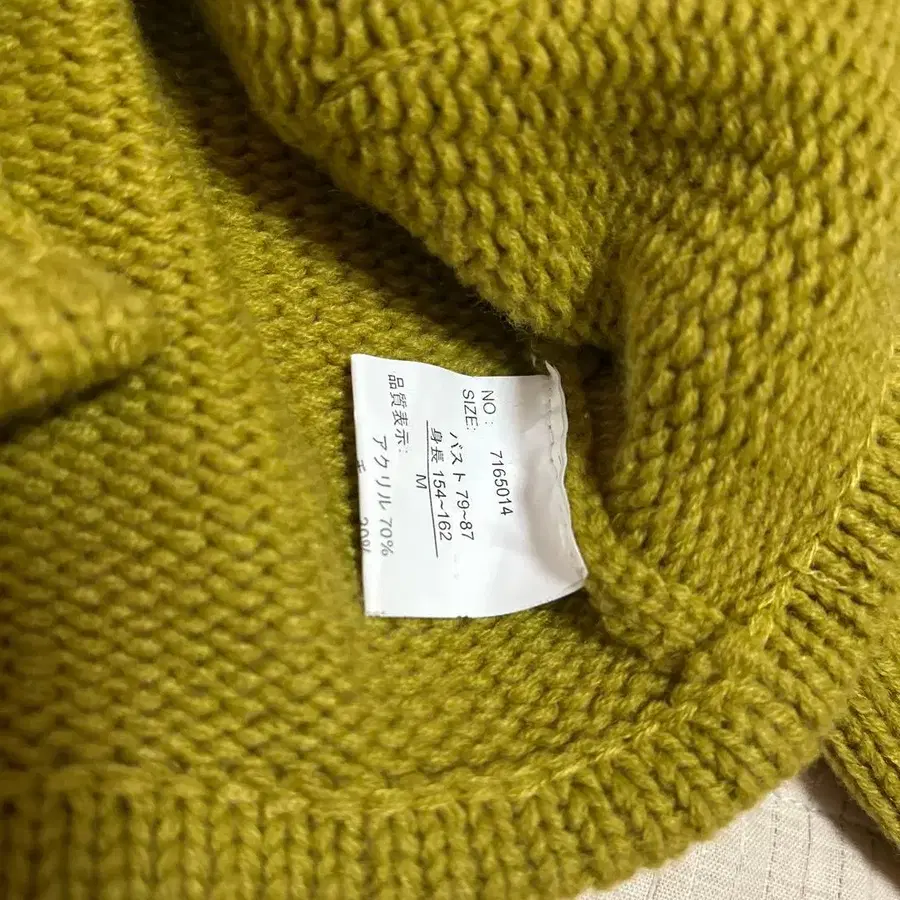 NO: 7165014
SIZE:
バスト 79~87
身長 154~162
M
品質表示:
アクリル 70%